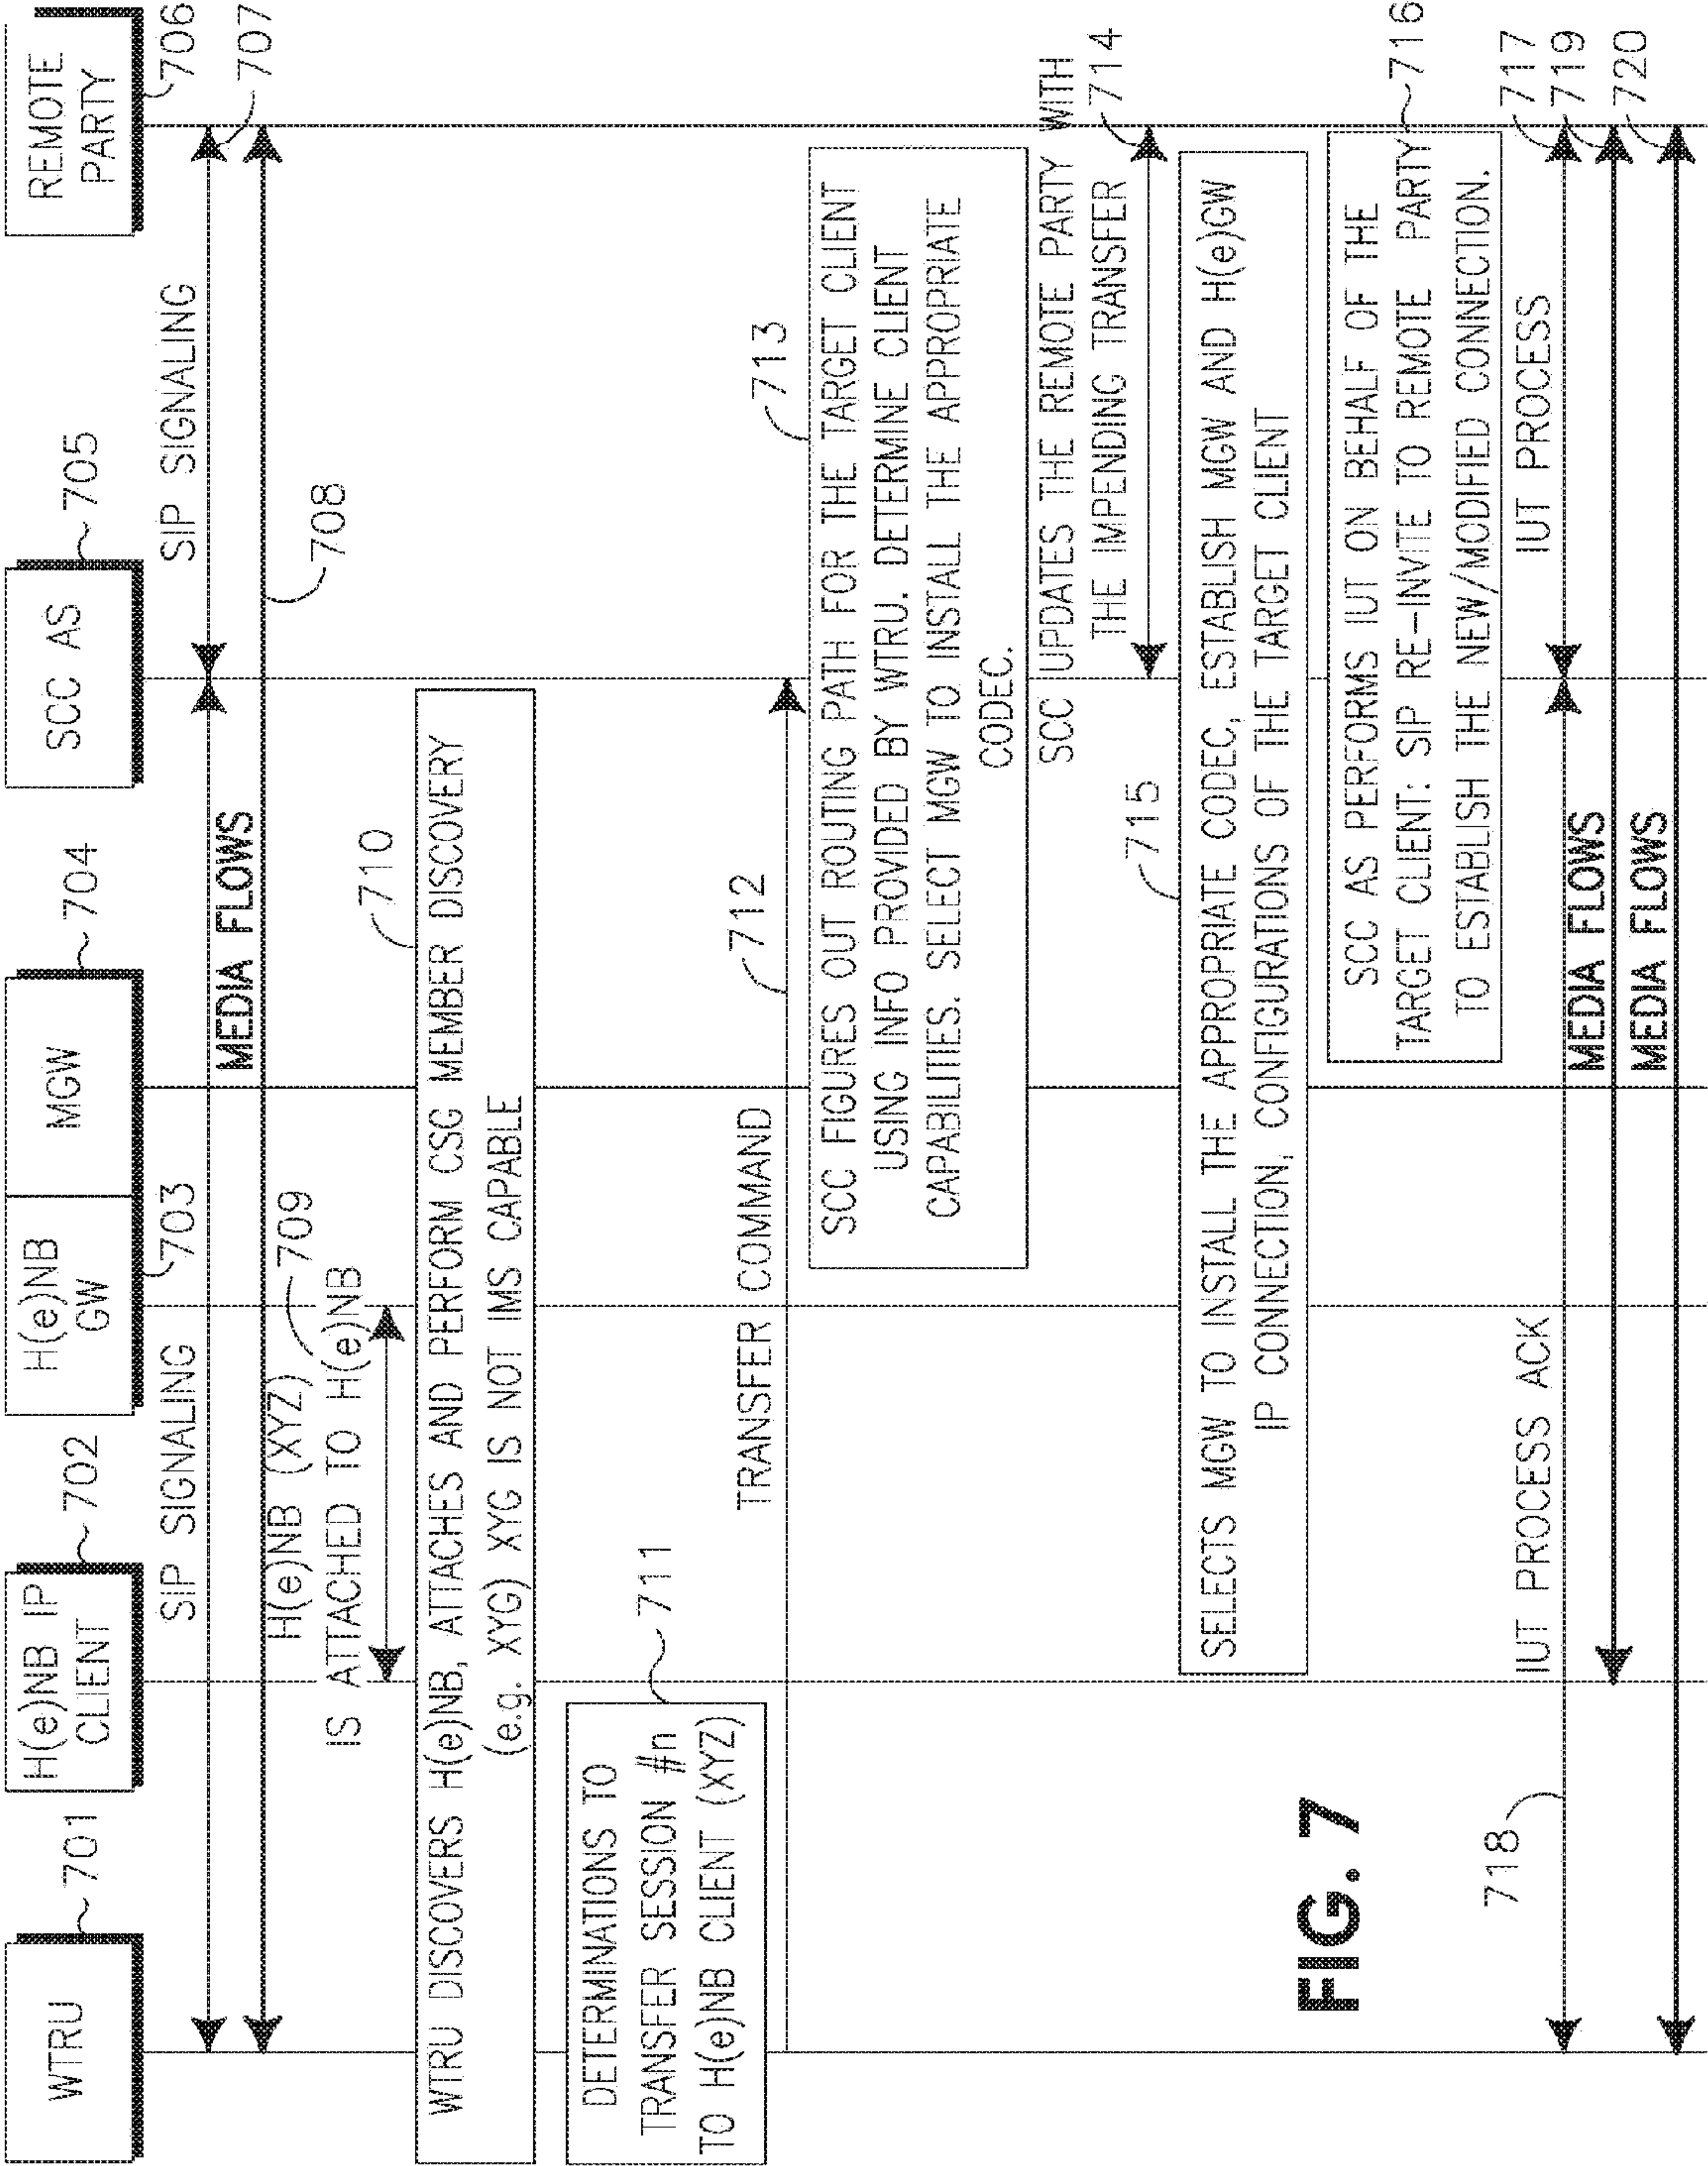 WTRU
701
H(e)NB IP
CLIENT
702
H(e)NB
GW
703
MGW
704
SCC AS
705
REMOTE
PARTY
706
SIP SIGNALING
SIP SIGNALING
707
MEDIA FLOWS
708
H(e)NB (XYZ)
IS ATTACHED TO H(e)NB
709
WTRU DISCOVERS H(e)NB, ATTACHES AND PERFORM CSG MEMBER DISCOVERY
(e.g. XYG) XYG IS NOT IMS CAPABLE
710
DETERMINATIONS TO
TRANSFER SESSION #n
TO H(e)NB CLIENT (XYZ)
711
TRANSFER COMMAND
712
713
SCC FIGURES OUT ROUTING PATH FOR THE TARGET CLIENT
USING INFO PROVIDED BY WTRU. DETERMINE CLIENT
CAPABILITIES. SELECT MGW TO INSTALL THE APPROPRIATE
CODEC.
SCC UPDATES THE REMOTE PARTY WITH
THE IMPENDING TRANSFER
714
715
SELECTS MGW TO INSTALL THE APPROPRIATE CODEC, ESTABLISH MGW AND H(e)GW
IP CONNECTION, CONFIGURATIONS OF THE TARGET CLIENT
SCC AS PERFORMS IUT ON BEHALF OF THE
TARGET CLIENT: SIP RE-INVITE TO REMOTE PARTY
TO ESTABLISH THE NEW/MODIFIED CONNECTION.
716
IUT PROCESS ACK
IUT PROCESS
717
718
MEDIA FLOWS
719
MEDIA FLOWS
720
FIG. 7